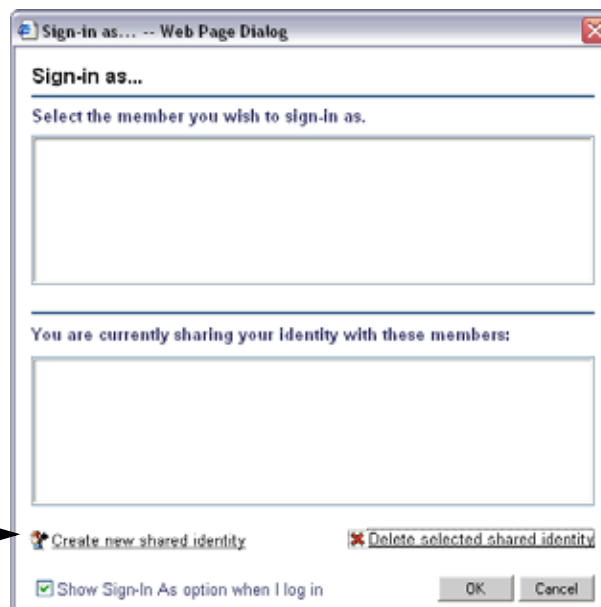 Sign-in as... -- Web Page Dialog
Sign-in as...
Select the member you wish to sign-in as.
You are currently sharing your identity with these members:
Create new shared identity
Delete selected shared identity
Show Sign-In As option when I log in
OK
Cancel